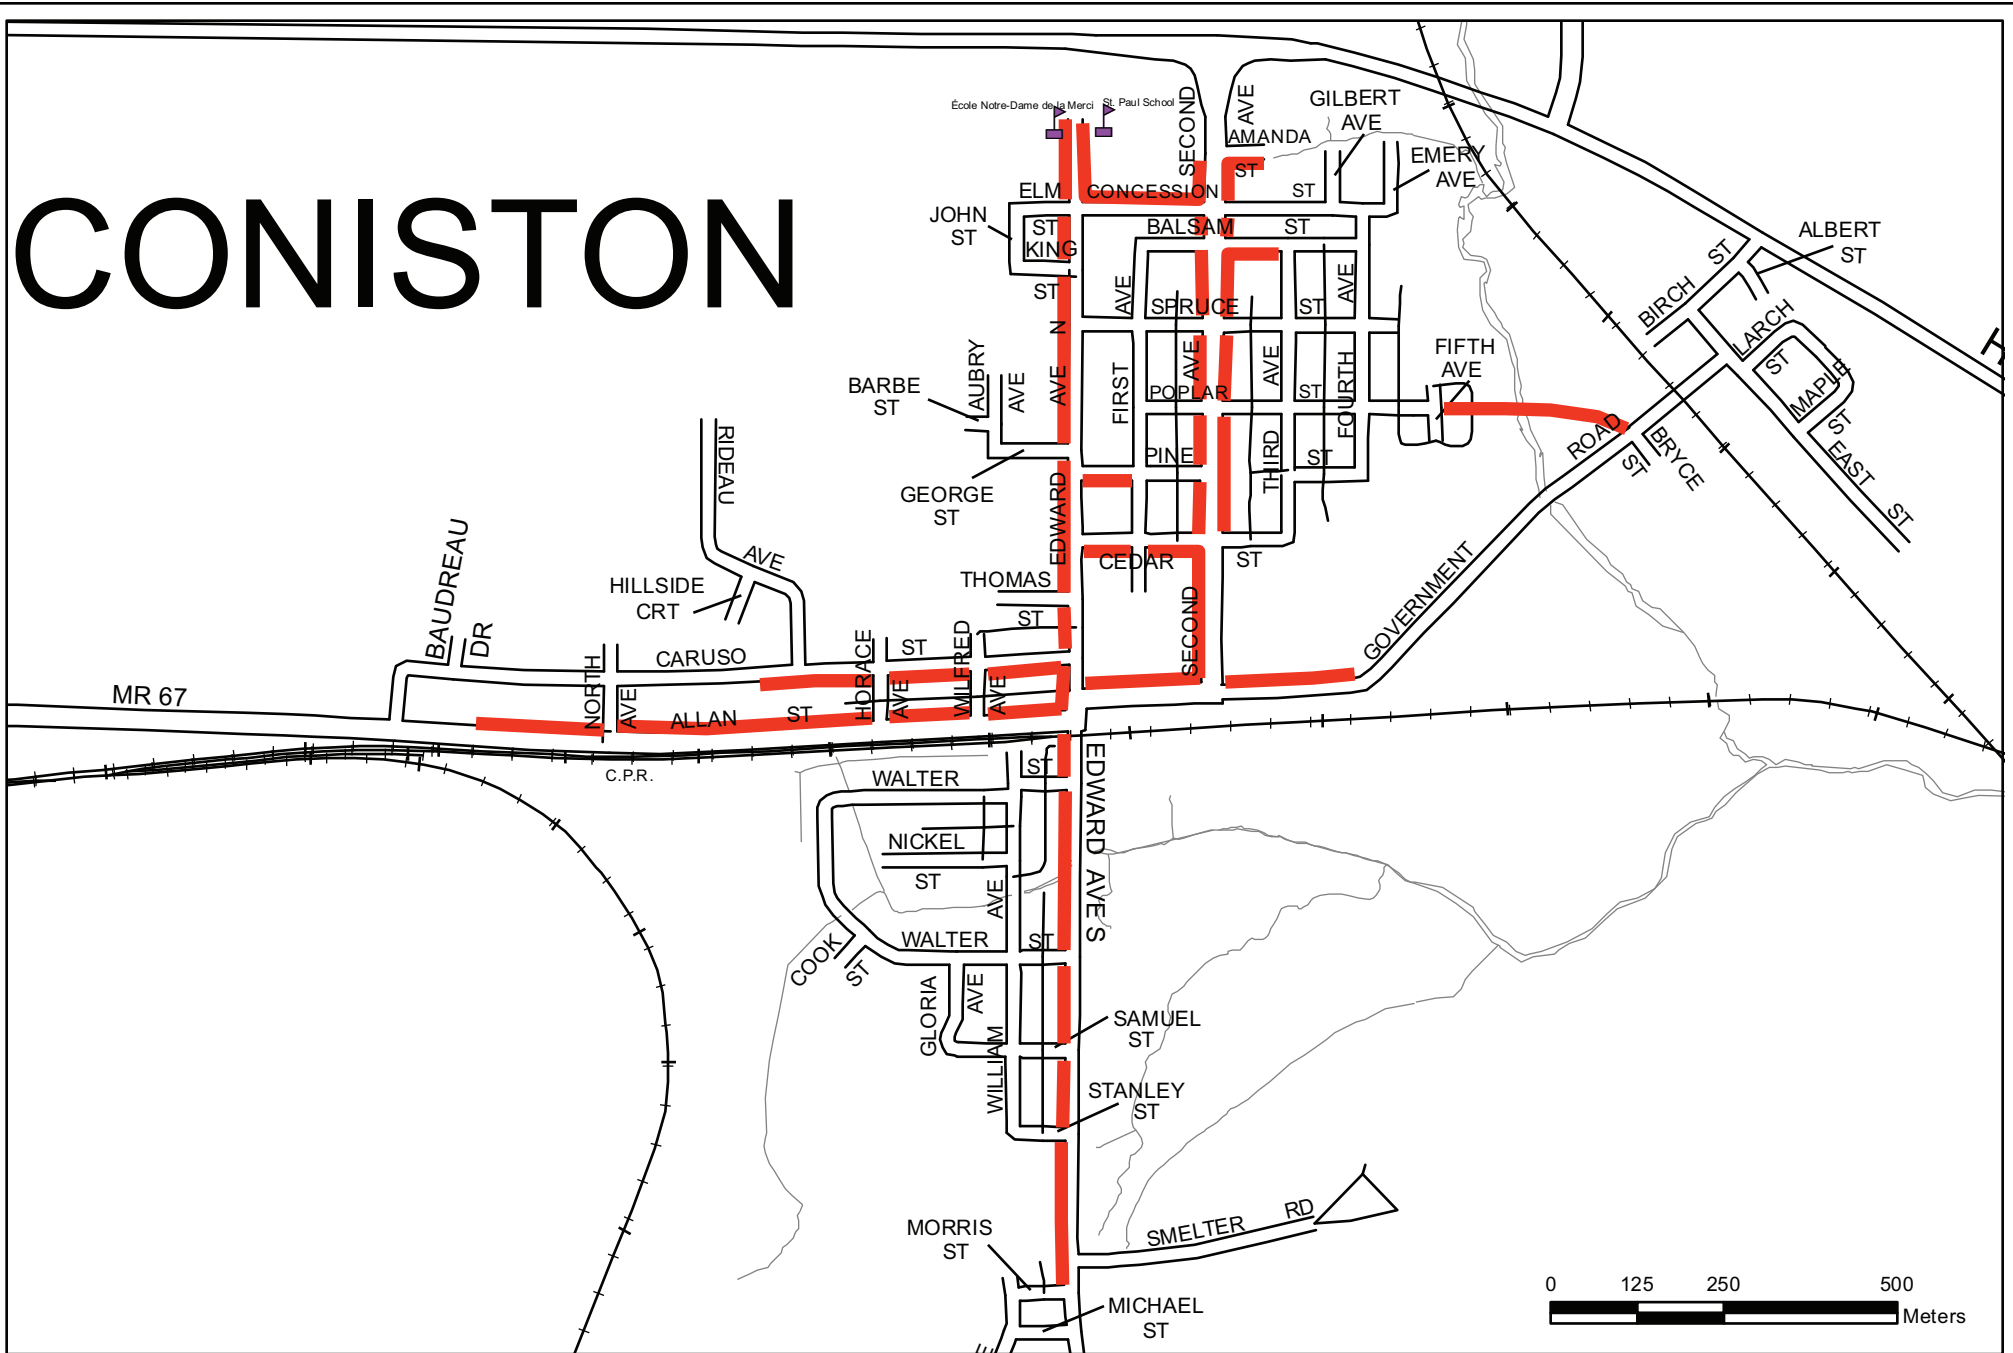 École Notre-Dame de la Merci
St. Paul School
SECOND
AVE
GILBERT
AVE
AMANDA
ST
EMERY
AVE
CONISTON
ELM
CONCESSION
ST
JOHN
ST
ST
KING
ST
BALSAM
ST
ALBERT
ST
BIRCH
ST
AVE
SPRUCE
ST
AVE
LARCH
ST
MAPLE
ST
EAST
ST
N
AVE
EDWARD
FIRST
AVE
AVE
FOURTH
FIFTH
AVE
BARBE
ST
AUBRY
AVE
POPLAR
ST
RIDEAU
AVE
GEORGE
ST
PINE
THIRD
ST
ROAD
BRYCE
ST
BAUDREAU
DR
HILLSIDE
CRT
THOMAS
ST
CEDAR
ST
SECOND
GOVERNMENT
MR 67
NORTH
AVE
CARUSO
ST
HORACE
AVE
WILFRED
AVE
ALLAN
ST
C.P.R.
WALTER
ST
EDWARD AVE S
NICKEL
ST
AVE
WALTER
ST
COOK
ST
GLORIA
AVE
WILLIAM
SAMUEL
ST
STANLEY
ST
MORRIS
ST
SMELTER
RD
MICHAEL
ST
0 125 250 500
Meters